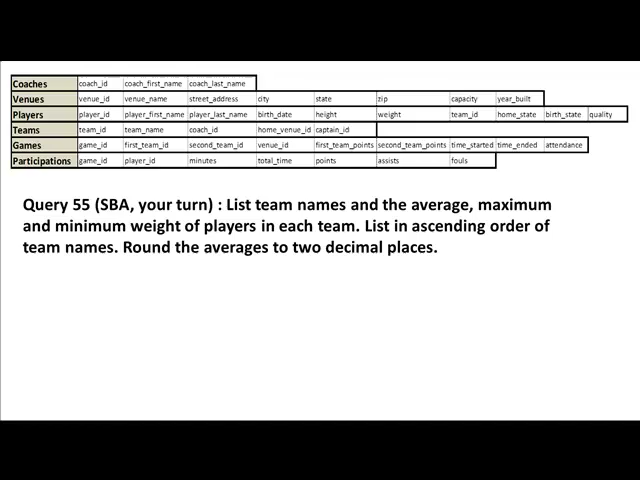 Coaches coach_id coach_first_name coach_last_name
Venues venue_id venue_name street_address city state zip capacity year_built
Players player_id player_first_name player_last_name birth_date height weight team_id home_state birth_state quality
Teams team_id team_name coach_id home_venue_id captain_id
Games game_id first_team_id second_team_id venue_id first_team_points second_team_points time_started time_ended attendance
Participations game_id player_id minutes total_time points assists fouls
Query 55 (SBA, your turn) : List team names and the average, maximum
and minimum weight of players in each team. List in ascending order of
team names. Round the averages to two decimal places.